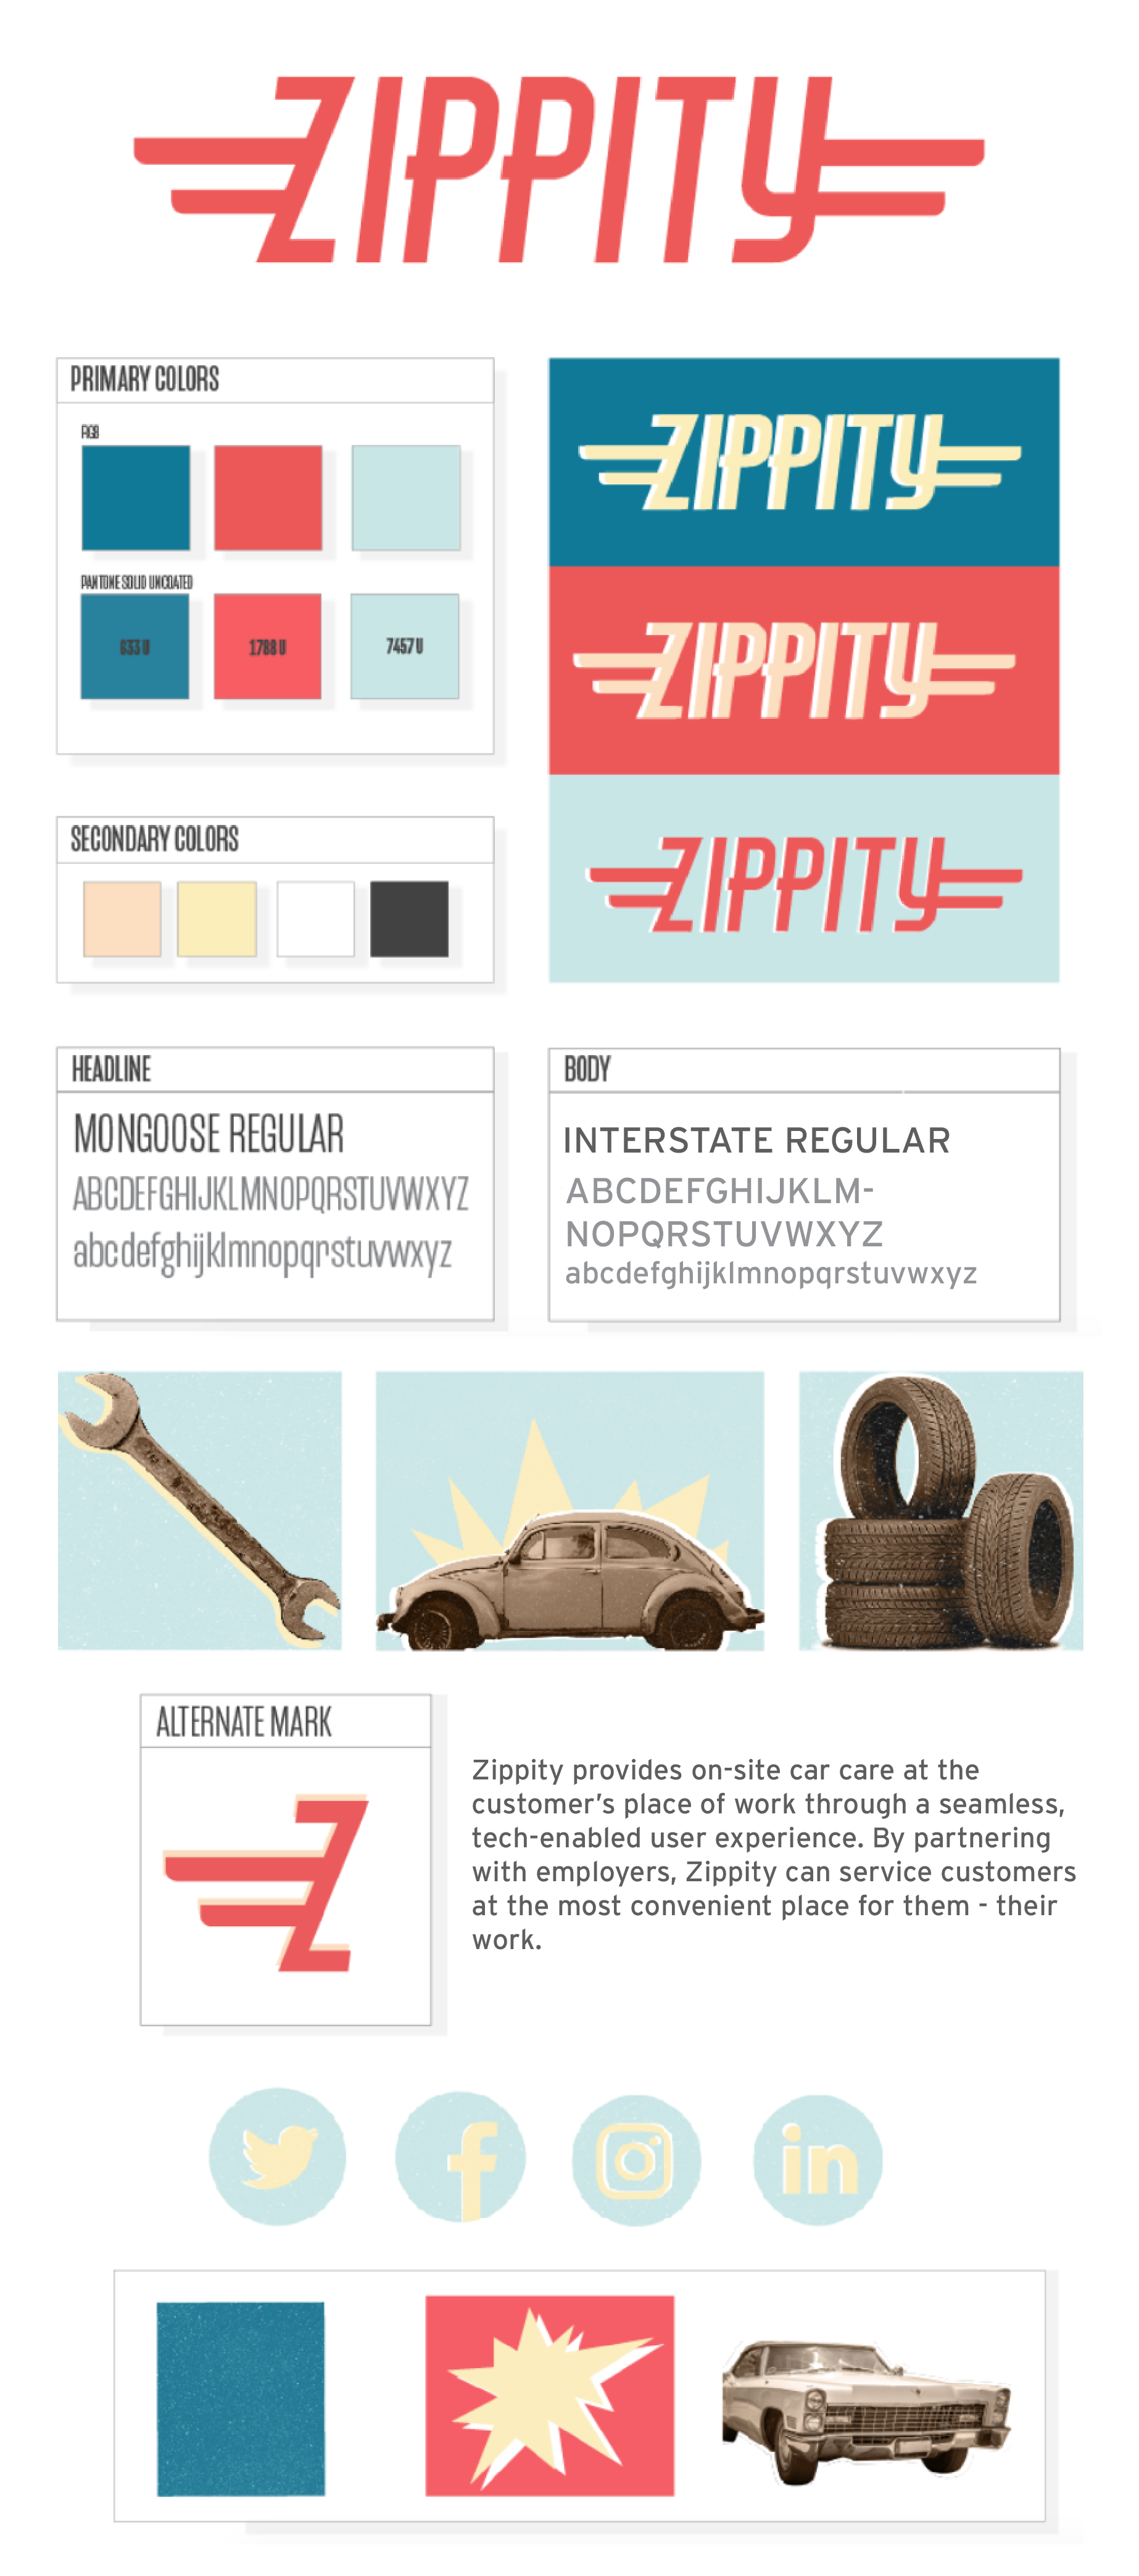 ZIPPITY
PRIMARY COLORS
RGB
PANTONE SOLID UNCOATED
633 U
1788 U
7457 U
ZIPPITY
ZIPPITY
ZIPPITY
SECONDARY COLORS
HEADLINE
MONGOOSE REGULAR
ABCDEFGHIJKLMNOPQRSTUVWXYZ
abcdefghijklmnopqrstuvwxyz
BODY
INTERSTATE REGULAR
ABCDEFGHIJKLM-
NOPQRSTUVWXYZ
abcdefghijklmnopqrstuvwxyz
ALTERNATE MARK
Z
Zippity provides on-site car care at the
customer's place of work through a seamless,
tech-enabled user experience. By partnering
with employers, Zippity can service customers
at the most convenient place for them - their
work.
f
in